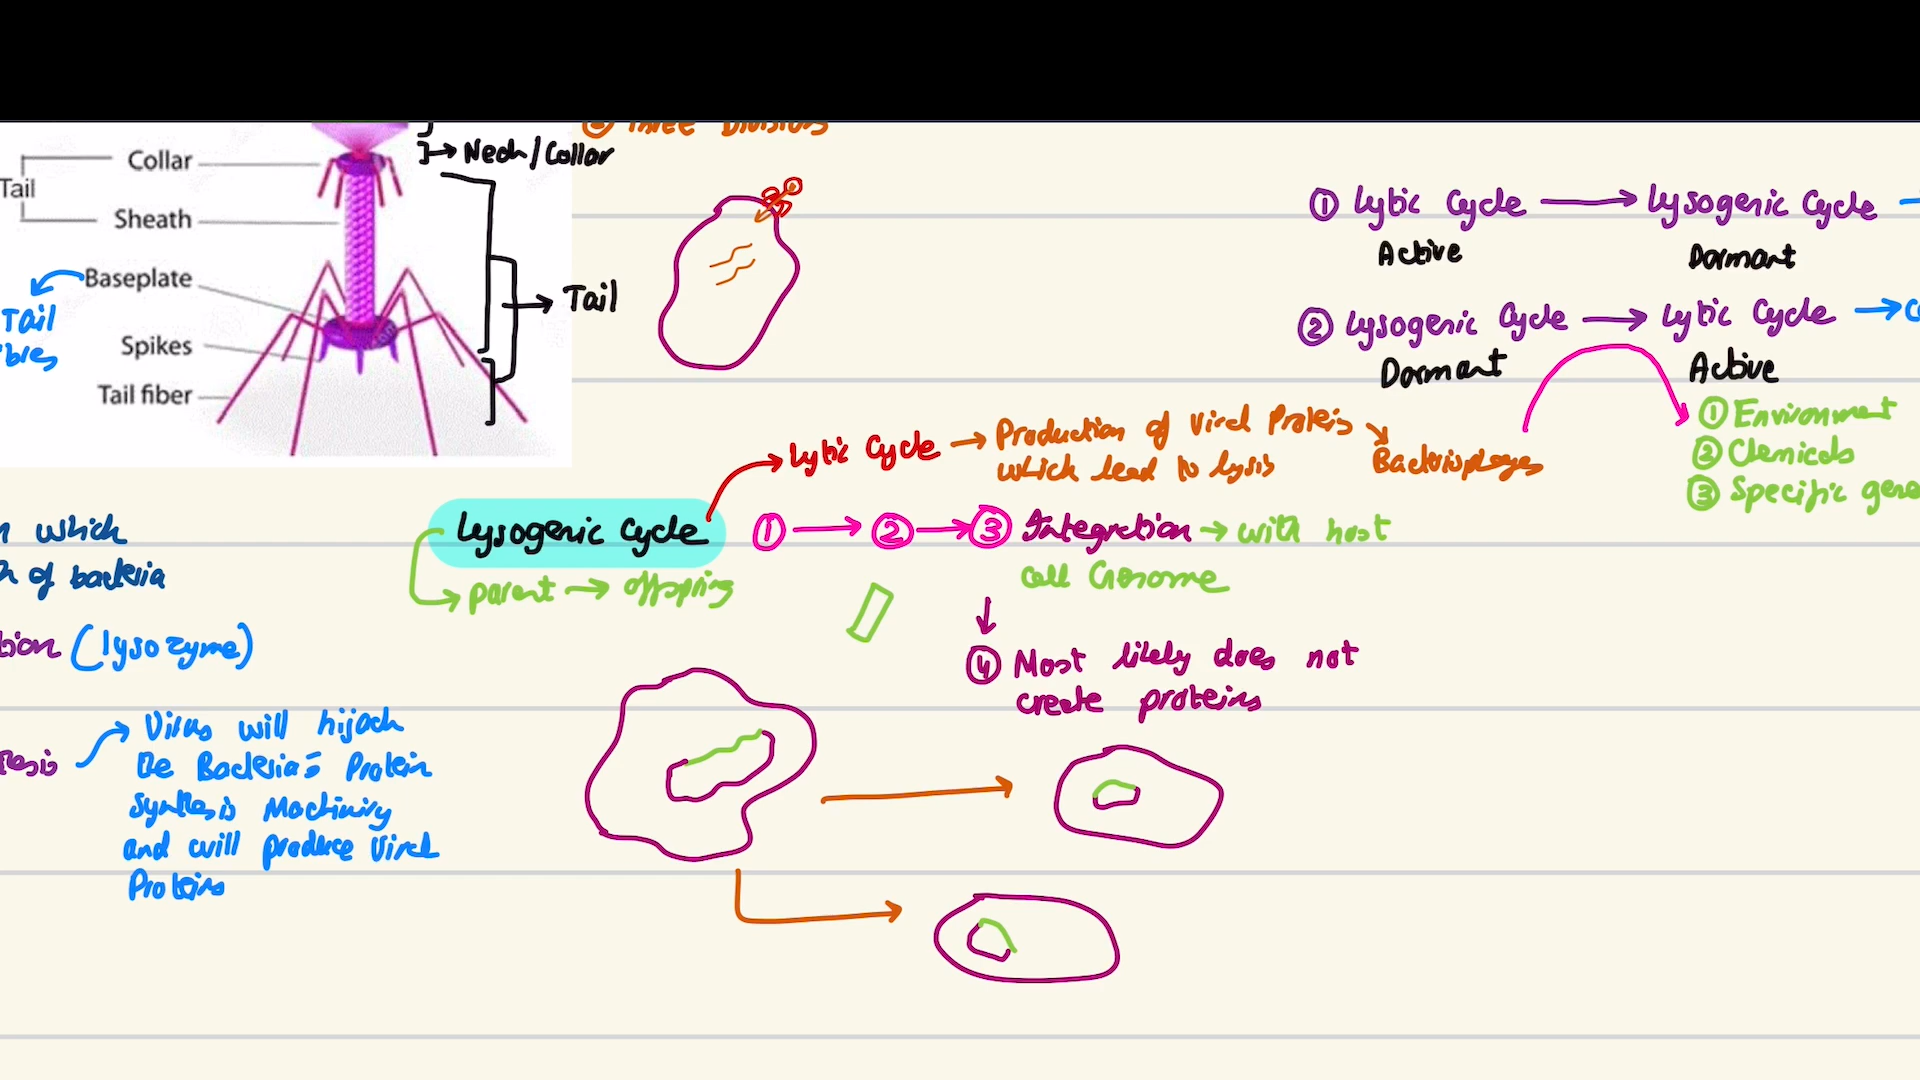 Three Divisions
Collar
Tail
Sheath
Baseplate
Spikes
Tail fiber
Neck/Collar
Tail
Tail
① Lytic Cycle → Lysogenic Cycle
Active
Dormant
② Lysogenic Cycle → Lytic Cycle →
Dormant
Active
① Environment
② Chemicals
③ Specific
Lytic Cycle → Production of Viral Proteins
which lead to lysis
Bacteriophages
which
of bacteria
(lysozyme)
Virus will hijack
the Bacteria's Protein
Synthesis Machinery
and will produce Viral
Proteins
Lysogenic Cycle
parent → offspring
① → ② → ③ Integration → with host
cell Genome
④ Most likely does not
create proteins